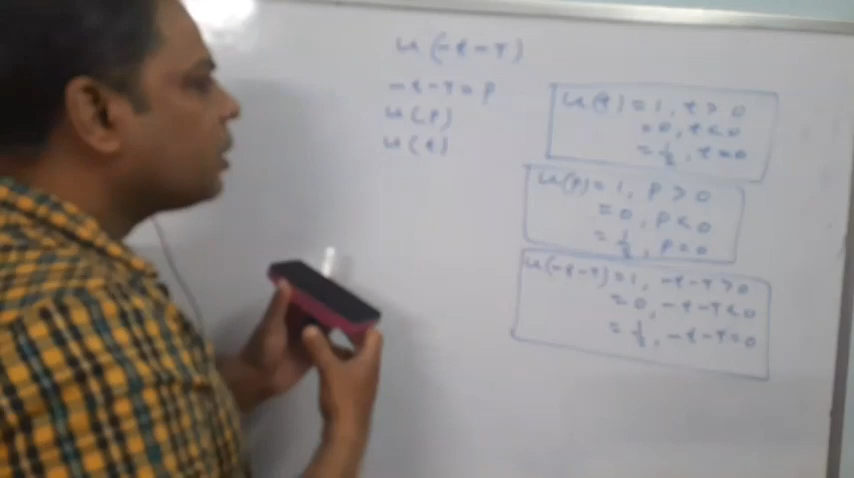 u(-t-T)
-t-T=P
u(P)
u(t)
u(t)=1, t>0
=0, t<0
=½, t=0
u(P)=1, P>0
=0, P<0
=½, P=0
u(-t-T)=1, -t-T>0
=0, -t-T<0
=½, -t-T=0